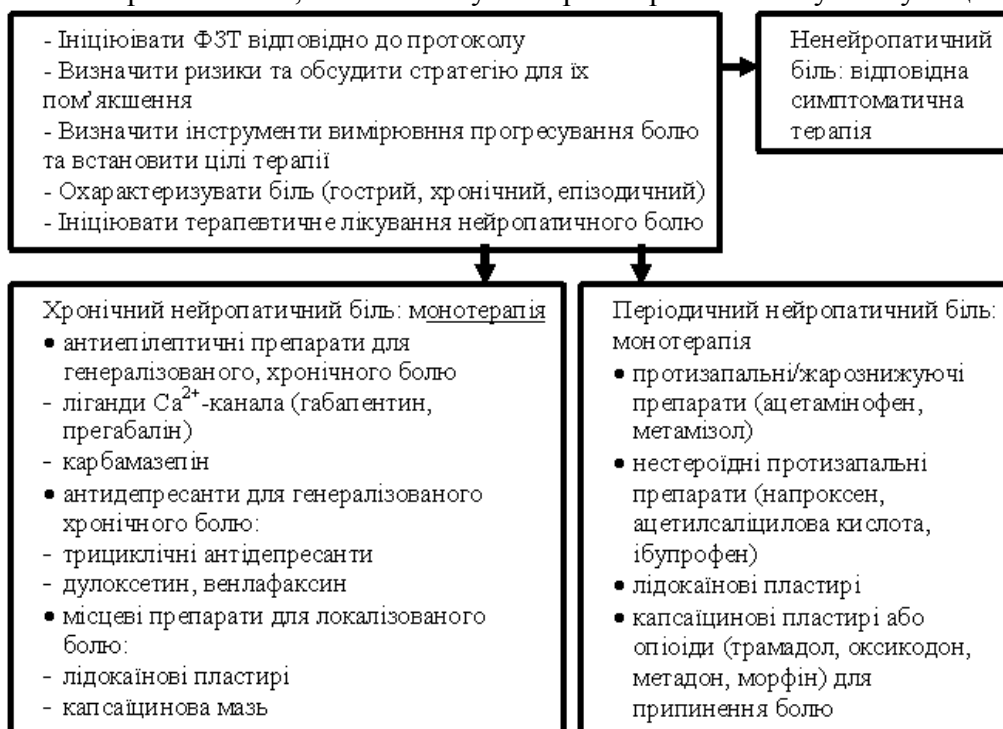 - Ініціюівати ФЗТ відповідно до протоколу
- Визначити ризики та обсудити стратегію для їх
пом'якшення
- Визначити інструменти вимірювння прогресування болю
та встановити цілі терапії
- Охарактеризувати біль (гострий, хронічний, епізодичний)
- Ініціювати терапевтичне лікування нейропатичного болю
Ненейропатичний
біль: відповідна
симптоматична
терапія
Хронічний нейропатичний біль: монотерапія
• антиепілептичні препарати для
генералізованого, хронічного болю
- ліганди Ca²⁺-канала (габапентин,
прегабалін)
- карбамазепін
• антидепресанти для генералізованого
хронічного болю:
- трициклічні антідепресанти
- дулоксетин, венлафаксин
• місцеві препарати для локалізованого
болю:
- лідокаїнові пластирі
- капсаїцинова мазь
Періодичний нейропатичний біль:
монотерапія
• протизапальні/жарознижуючі
препарати (ацетамінофен,
метамізол)
• нестероїдні протизапальні
препарати (напроксен,
ацетилсаліцилова кислота,
ібупрофен)
• лідокаїнові пластирі
• капсаїцинові пластирі або
опіоїди (трамадол, оксикодон,
метадон, морфін) для
припинення болю